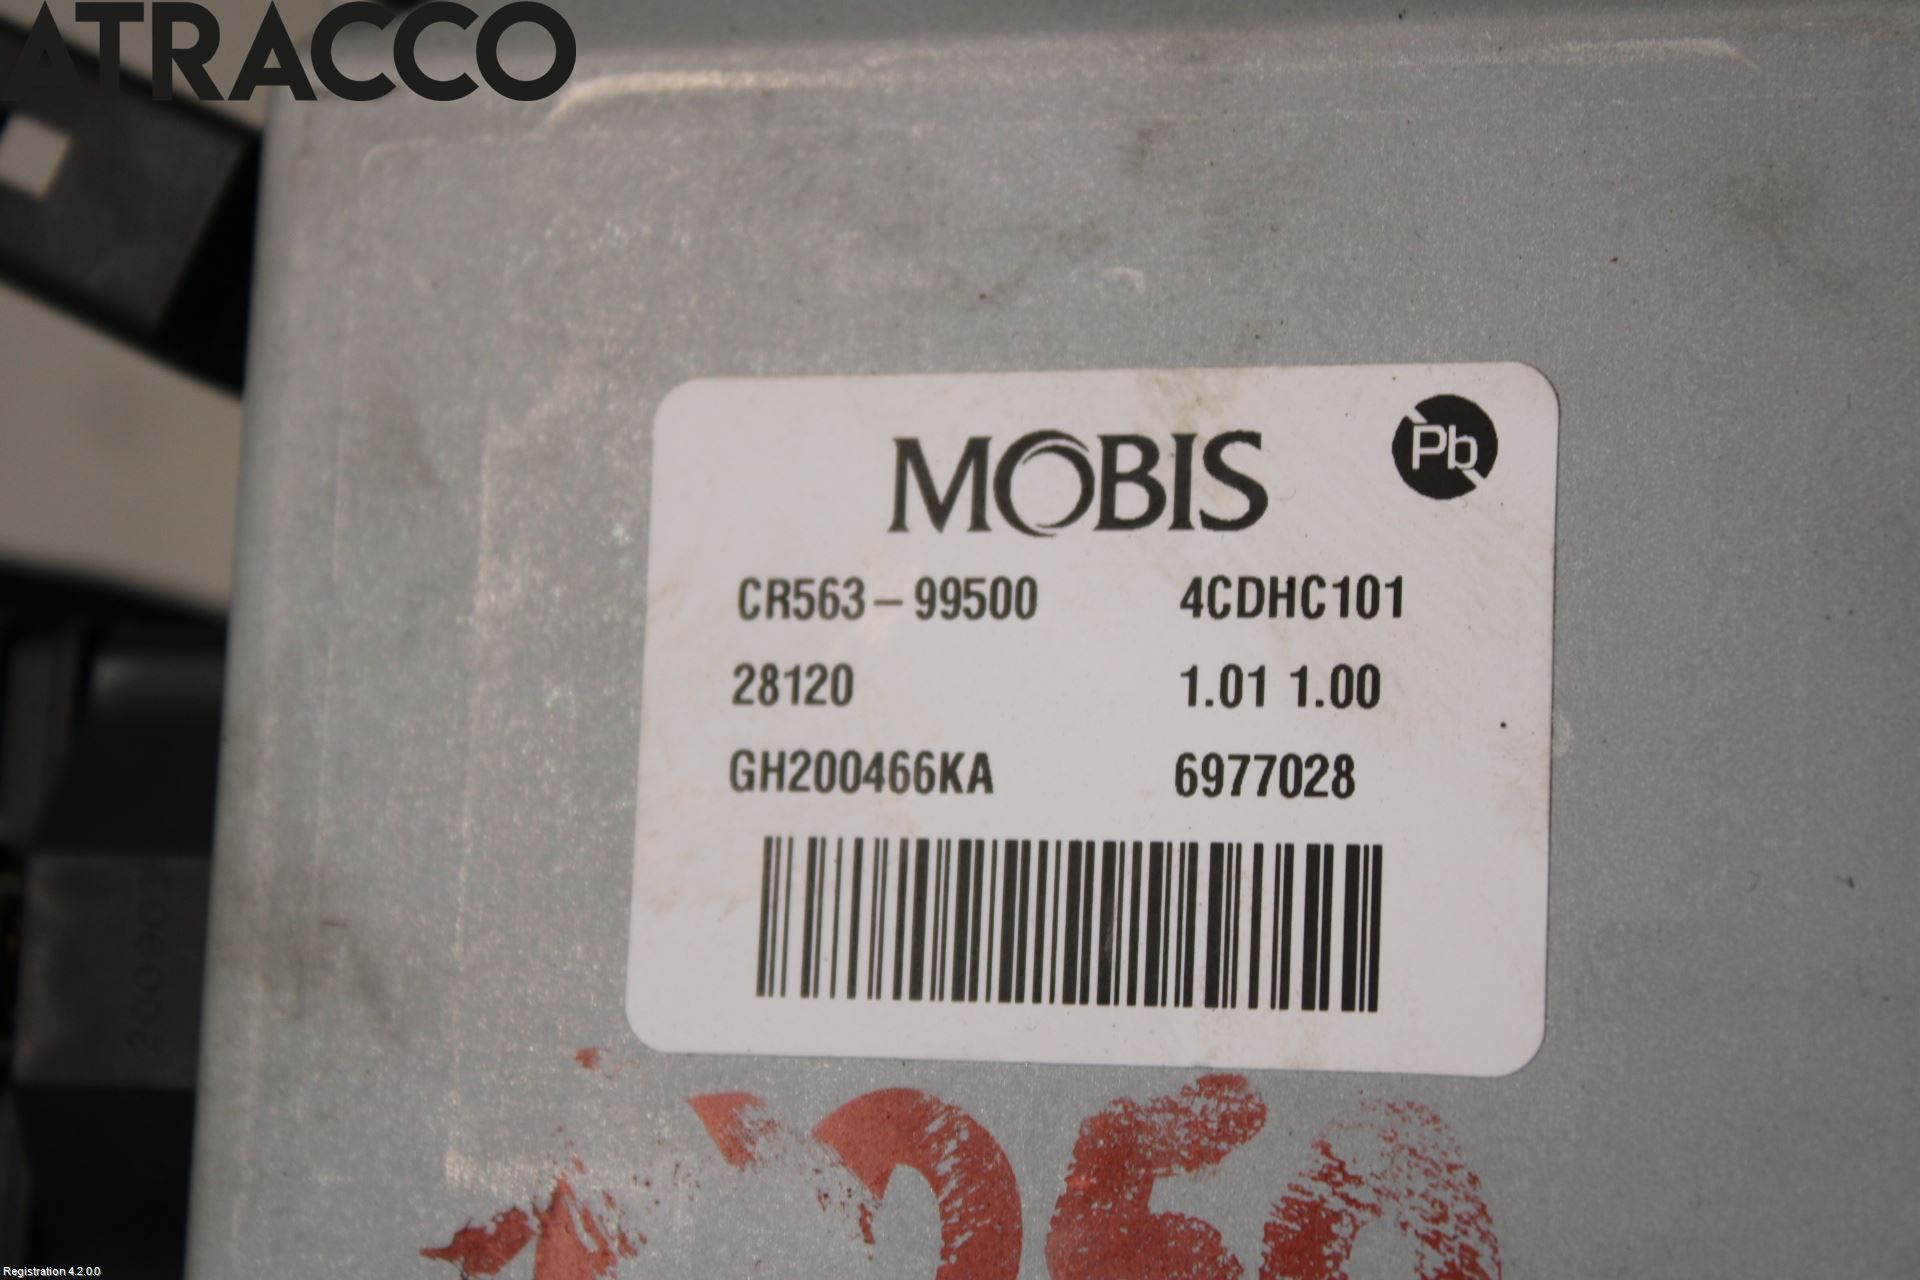 ATRACCO
MOBIS
Pb
CR563-99500 4CDHC101
28120 1.01 1.00
GH200466KA 6977028
Registration 4.2.0.0